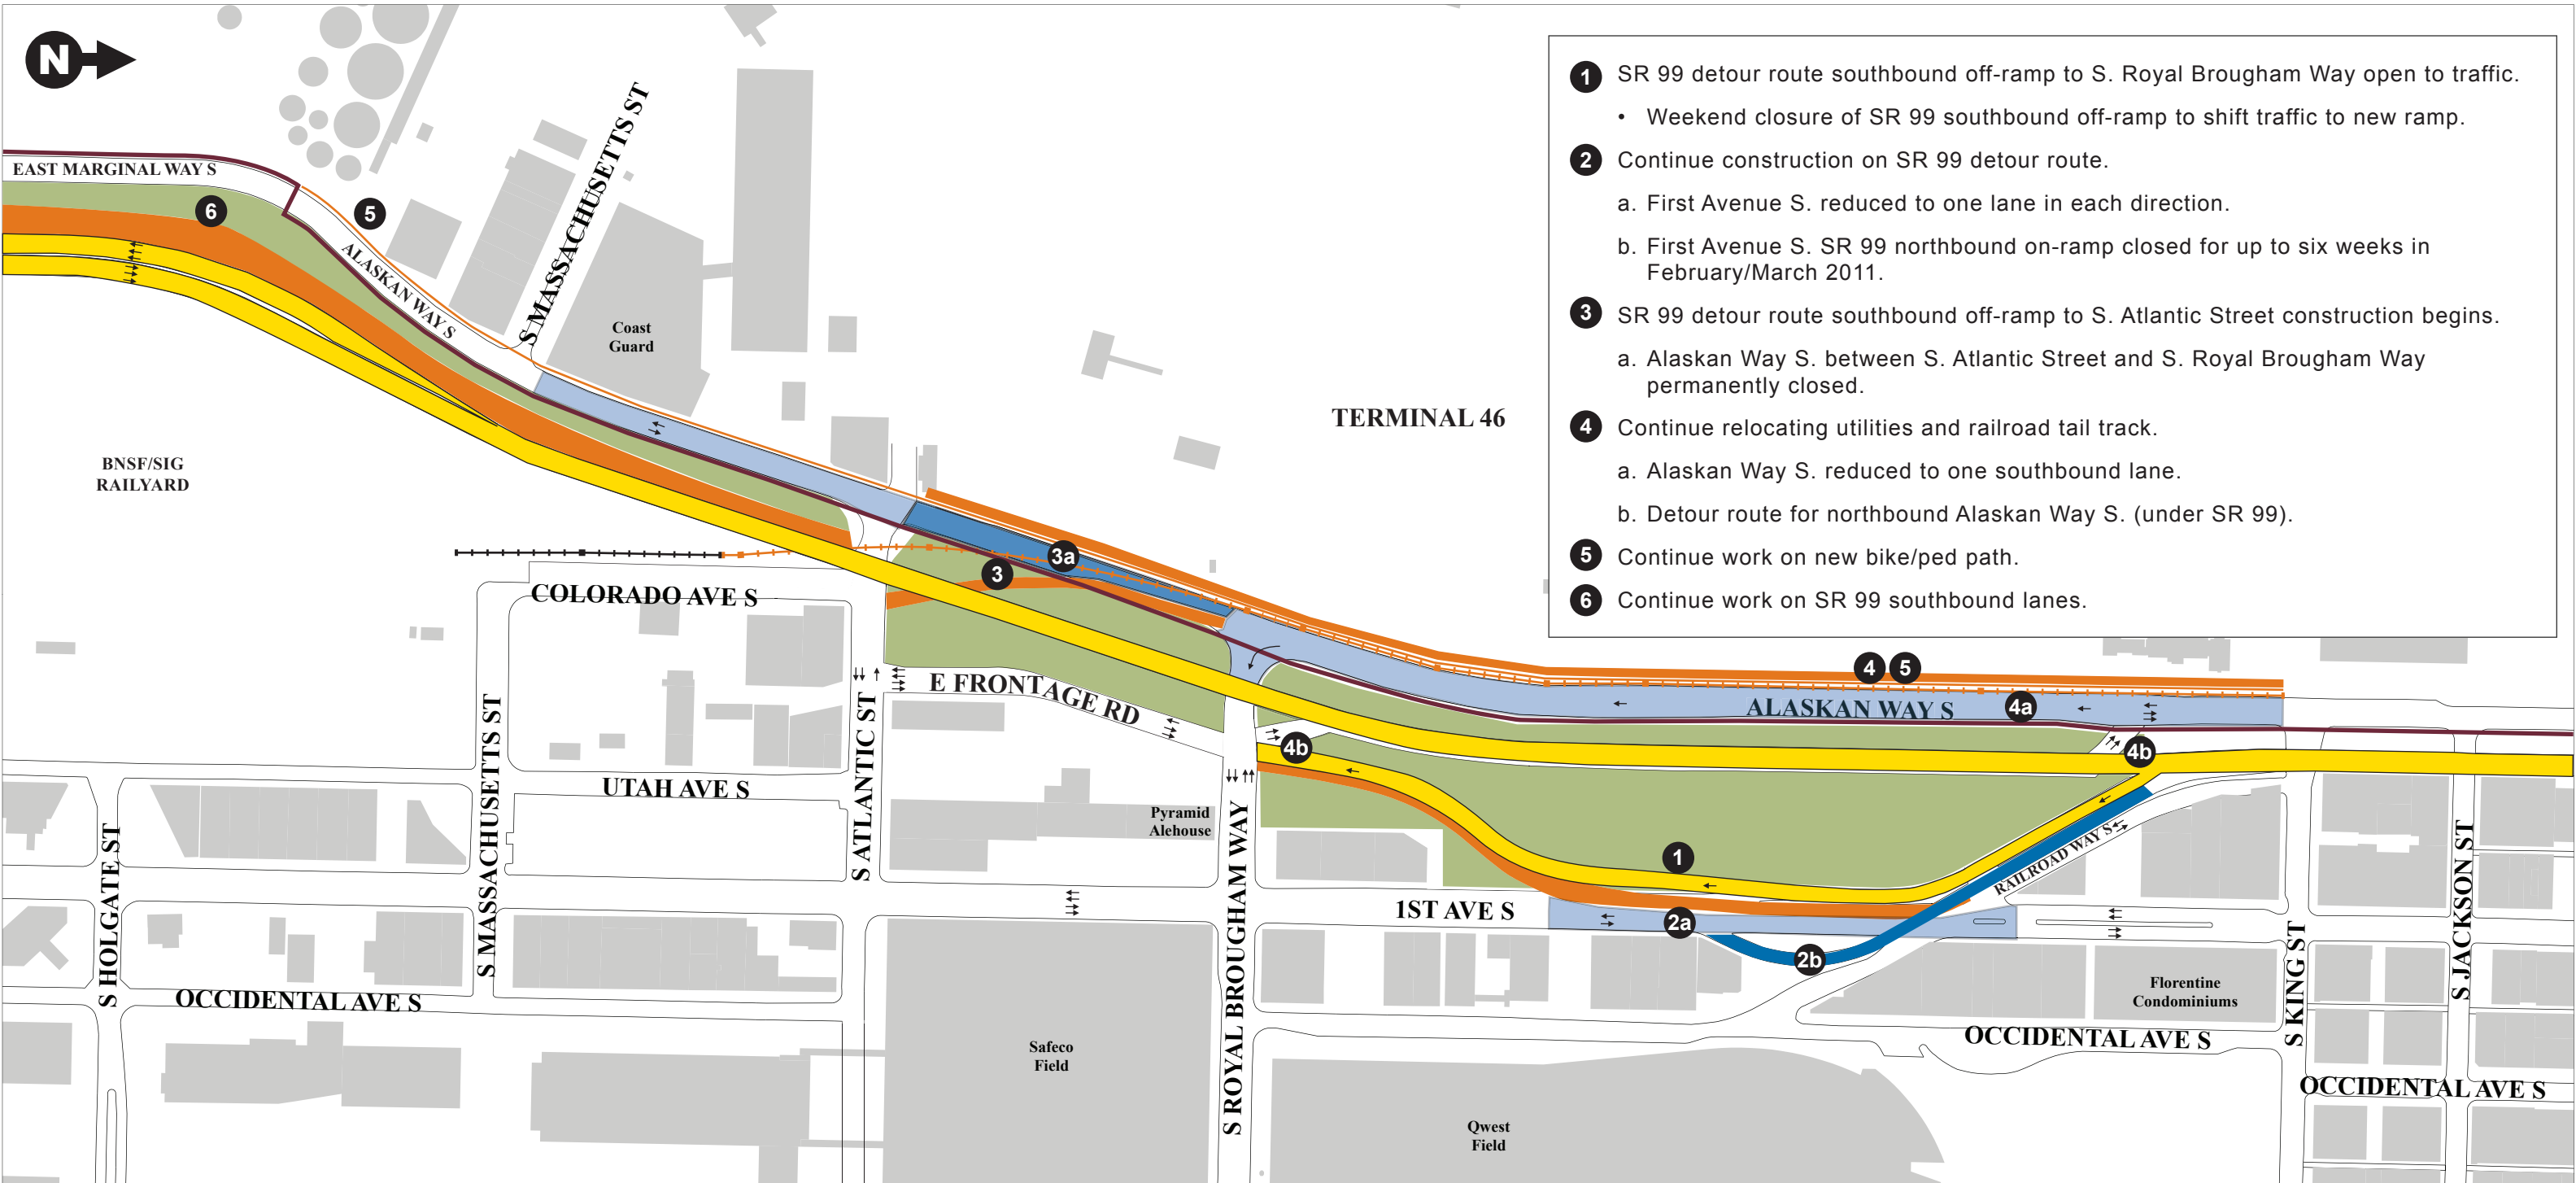 N
1 SR 99 detour route southbound off-ramp to S. Royal Brougham Way open to traffic.
• Weekend closure of SR 99 southbound off-ramp to shift traffic to new ramp.
2 Continue construction on SR 99 detour route.
a. First Avenue S. reduced to one lane in each direction.
b. First Avenue S. SR 99 northbound on-ramp closed for up to six weeks in
February/March 2011.
3 SR 99 detour route southbound off-ramp to S. Atlantic Street construction begins.
a. Alaskan Way S. between S. Atlantic Street and S. Royal Brougham Way
permanently closed.
4 Continue relocating utilities and railroad tail track.
a. Alaskan Way S. reduced to one southbound lane.
b. Detour route for northbound Alaskan Way S. (under SR 99).
5 Continue work on new bike/ped path.
6 Continue work on SR 99 southbound lanes.
EAST MARGINAL WAY S
6
5
ALASKAN WAY S
S MASSACHUSETTS ST
Coast
Guard
TERMINAL 46
BNSF/SIG
RAILYARD
3a
3
COLORADO AVE S
E FRONTAGE RD
4 5
ALASKAN WAY S
4a
4b
4b
S MASSACHUSETTS ST
UTAH AVE S
S ATLANTIC ST
Pyramid
Alehouse
S HOLGATE ST
S ROYAL BROUGHAM WAY
1
RAILROAD WAY S
1ST AVE S
2a
2b
S KING ST
S JACKSON ST
OCCIDENTAL AVE S
Florentine
Condominiums
OCCIDENTAL AVE S
Safeco
Field
OCCIDENTAL AVE S
Qwest
Field